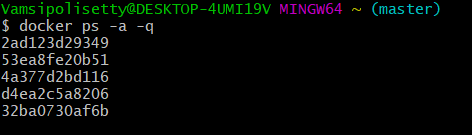 Vamsipolisetty@DESKTOP-4UMI19V MINGW64 ~ (master)
$ docker ps -a -q
2ad123d29349
53ea8fe20b51
4a377d2bd116
d4ea2c5a8206
32ba0730af6b